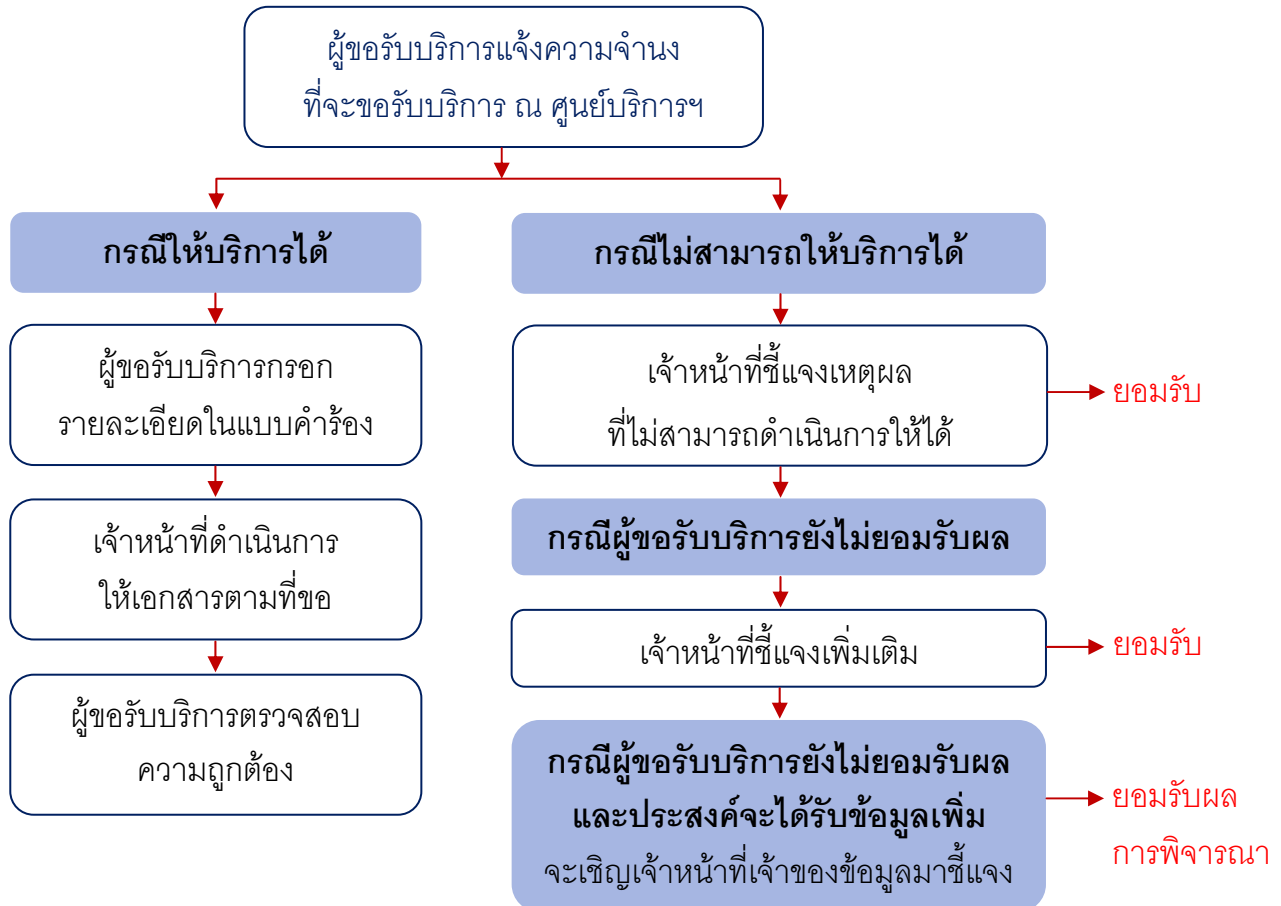 ผู้ขอรับบริการแจ้งความจำนง
ที่จะขอรับบริการ ณ ศูนย์บริการฯ
กรณีให้บริการได้
ผู้ขอรับบริการกรอก
รายละเอียดในแบบคำร้อง
เจ้าหน้าที่ดำเนินการ
ให้เอกสารตามที่ขอ
ผู้ขอรับบริการตรวจสอบ
ความถูกต้อง
กรณีไม่สามารถให้บริการได้
เจ้าหน้าที่ชี้แจงเหตุผล
ที่ไม่สามารถดำเนินการให้ได้
ยอมรับ
กรณีผู้ขอรับบริการยังไม่ยอมรับผล
เจ้าหน้าที่ชี้แจงเพิ่มเติม
ยอมรับ
กรณีผู้ขอรับบริการยังไม่ยอมรับผล
และประสงค์จะได้รับข้อมูลเพิ่ม
จะเชิญเจ้าหน้าที่เจ้าของข้อมูลมาชี้แจง
ยอมรับผล
การพิจารณา